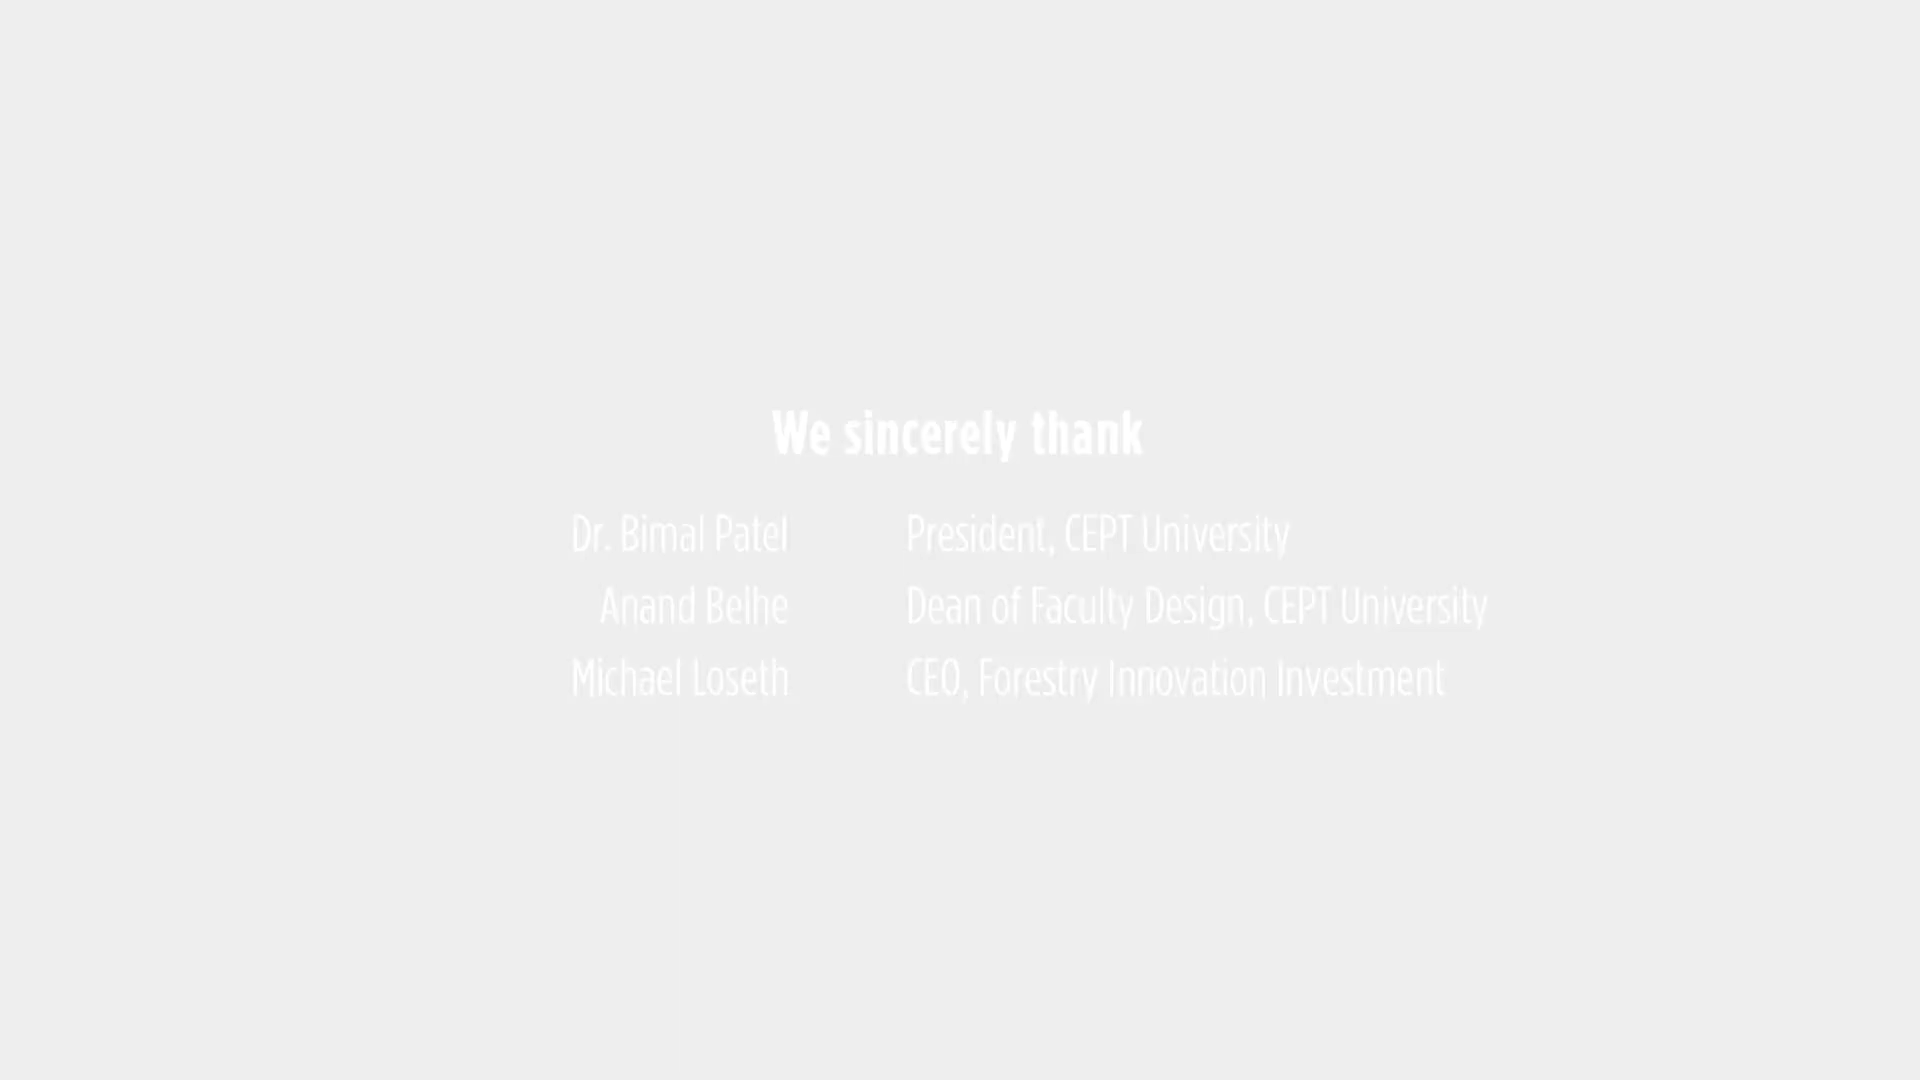 We sincerely thank
Dr. Bimal Patel President, CEPT University
Anand Belhe Dean of Faculty Design, CEPT University
Michael Loseth CEO, Forestry Innovation Investment